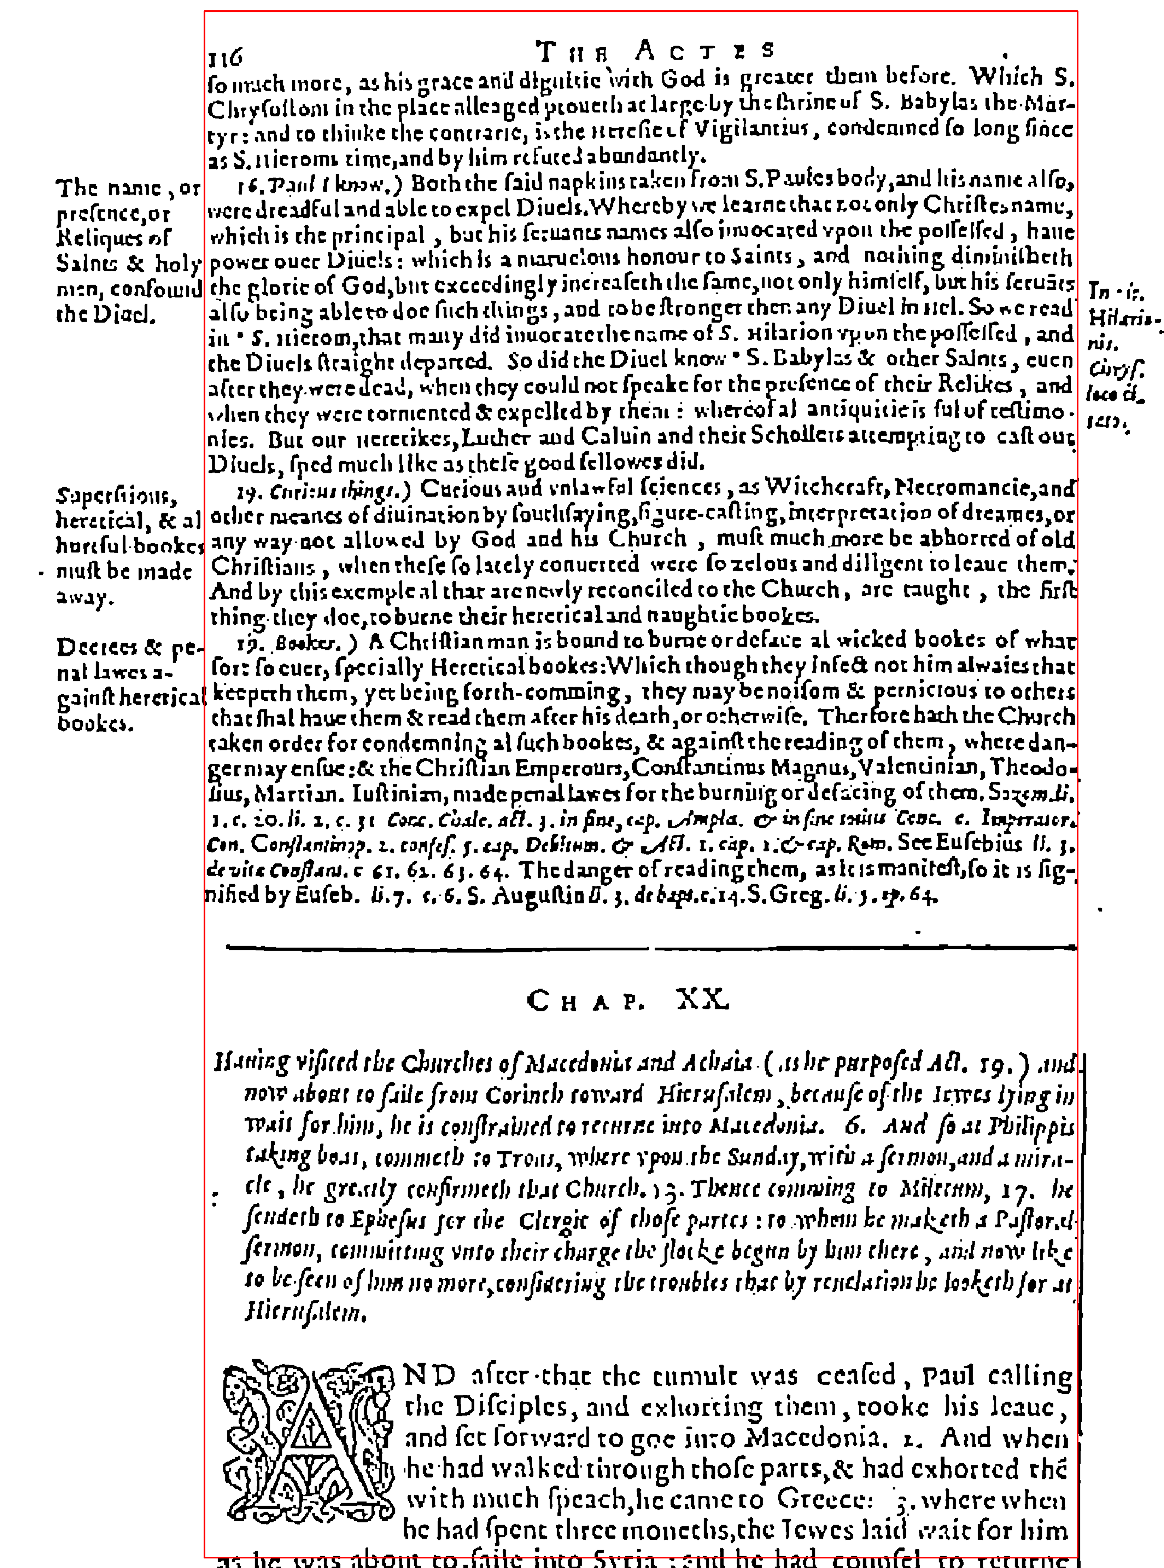 116 THE ACTES
ſo much more, as his grace and dignitie with God is greater them before. Which S.
Chryſoſtom in the place alleaged proueth at large by the ſhrine of S. Babylas the Mar-
tyr: and to thinke the contrarie, is the Hereſie of Vigilantius, condemned ſo long ſince
as S. Hieroms time, and by him refuted abundantly.
16. Paul I know.) Both the ſaid napkins taken from S. Paules body, and his name alſo,
were dreadful and able to expel Diuels. Whereby we learne that not only Chriſtes name,
which is the principal, but his ſeruants names alſo inuocated vpon the poſſeſſed, haue
power ouer Diuels: which is a maruelous honour to Saints, and nothing diminiſheth
the glorie of God, but exceedingly increaſeth the ſame, not only himſelf, but his ſeruāts
alſo being able to doe ſuch things, and to be ſtronger then any Diuel in Hel. So we read
in * S. Hierom, that many did inuocate the name of S. Hilarion vpon the poſſeſſed, and
the Diuels ſtraight departed. So did the Diuel know * S. Babylas & other Saints, euen
after they were dead, when they could not ſpeake for the preſence of their Relikes, and
when they were tormented & expelled by them: whereof al antiquitie is ful of teſtimo-
nies. But our Heretikes, Luther and Caluin and their Schollers attempting to caſt out
Diuels, ſped much like as theſe good fellowes did.
19. Curious things.) Curious and vnlawful ſciences, as Witchcraft, Necromancie, and
other meanes of diuination by ſouthſaying, figure-caſting, interpretation of dreames, or
any way not allowed by God and his Church, muſt much more be abhorred of old
Chriſtians, when theſe ſo lately conuerted were ſo zelous and diligent to leaue them.
And by this exemple al that are newly reconciled to the Church, are taught, the firſt
thing they doe, to burne their heretical and naughtie bookes.
19. Bookes.) A Chriſtian man is bound to burne or deface al wicked bookes of what
ſort ſo euer, ſpecially Heretical bookes: Which though they infect not him alwaies that
keepeth them, yet being forth-comming, they may be noiſom & pernicious to others
that ſhal haue them & read them after his death, or otherwiſe. Therfore hath the Church
taken order for condemning al ſuch bookes, & againſt the reading of them, where dan-
ger may enſue: & the Chriſtian Emperours, Conſtantinus Magnus, Valentinian, Theodo-
ſius, Martian. Iuſtinian, made penal lawes for the burning or defacing of them. Sozom. li.
1. c. 20. li. 2. c. 31 Conc. Chalc. act. 3. in fine, cap. Ampla. & in fine Conc. c. Imperator.
Con. Conſtantinop. 2. confeſ. 5. cap. Debitum. & Act. 1. cap. 1. & cap. Rom. See Euſebius li. 3.
de vita Conſtant. c 61. 62. 63. 64. The danger of reading them, as it is manifeſt, ſo it is ſig-
nified by Euſeb. li. 7. c. 6. S. Auguſtin li. 3. de bapt. c. 14. S. Greg. li. 5. ep. 64.
The name, or
preſence, or
Reliques of
Saints & holy
men, confound
the Diuel.
Superſtitious,
heretical, & al
hurtful bookes
muſt be made
away.
Decrees & pe-
nal lawes a-
gainſt heretical
bookes.
Hilario-
nis.
Chryſ.
loco ci-
CHAP. XX.
Hauing viſited the Churches of Macedonia and Achaia (as he purpoſed Act. 19.) and
now about to ſaile from Corinth toward Hieruſalem, becauſe of the Iewes lying in
wait for him, he is conſtrained to returne into Macedonia. 6. And ſo at Philippis
taking boat, commeth to Troas, where vpon the Sunday, with a ſermon, and a mira-
cle, he greatly confirmeth that Church. 13. Thence comming to Miletum, 17. he
ſendeth to Epheſus for the Clergie of thoſe partes: to whom he maketh a Paſtoral
ſermon, committing vnto their charge the flocke begun by him there, and now like
to be ſeen of him no more, conſidering the troubles that by reuelation he looketh for at
Hieruſalem.
AND after that the tumult was ceaſed, Paul calling
the Diſciples, and exhorting them, tooke his leaue,
and ſet forward to goe into Macedonia. 2. And when
he had walked through thoſe parts, & had exhorted thē
with much ſpeach, he came to Greece: 3. where when
he had ſpent three moneths, the Iewes laid wait for him
as he was about to ſaile into Syria: and he had counſel to returne